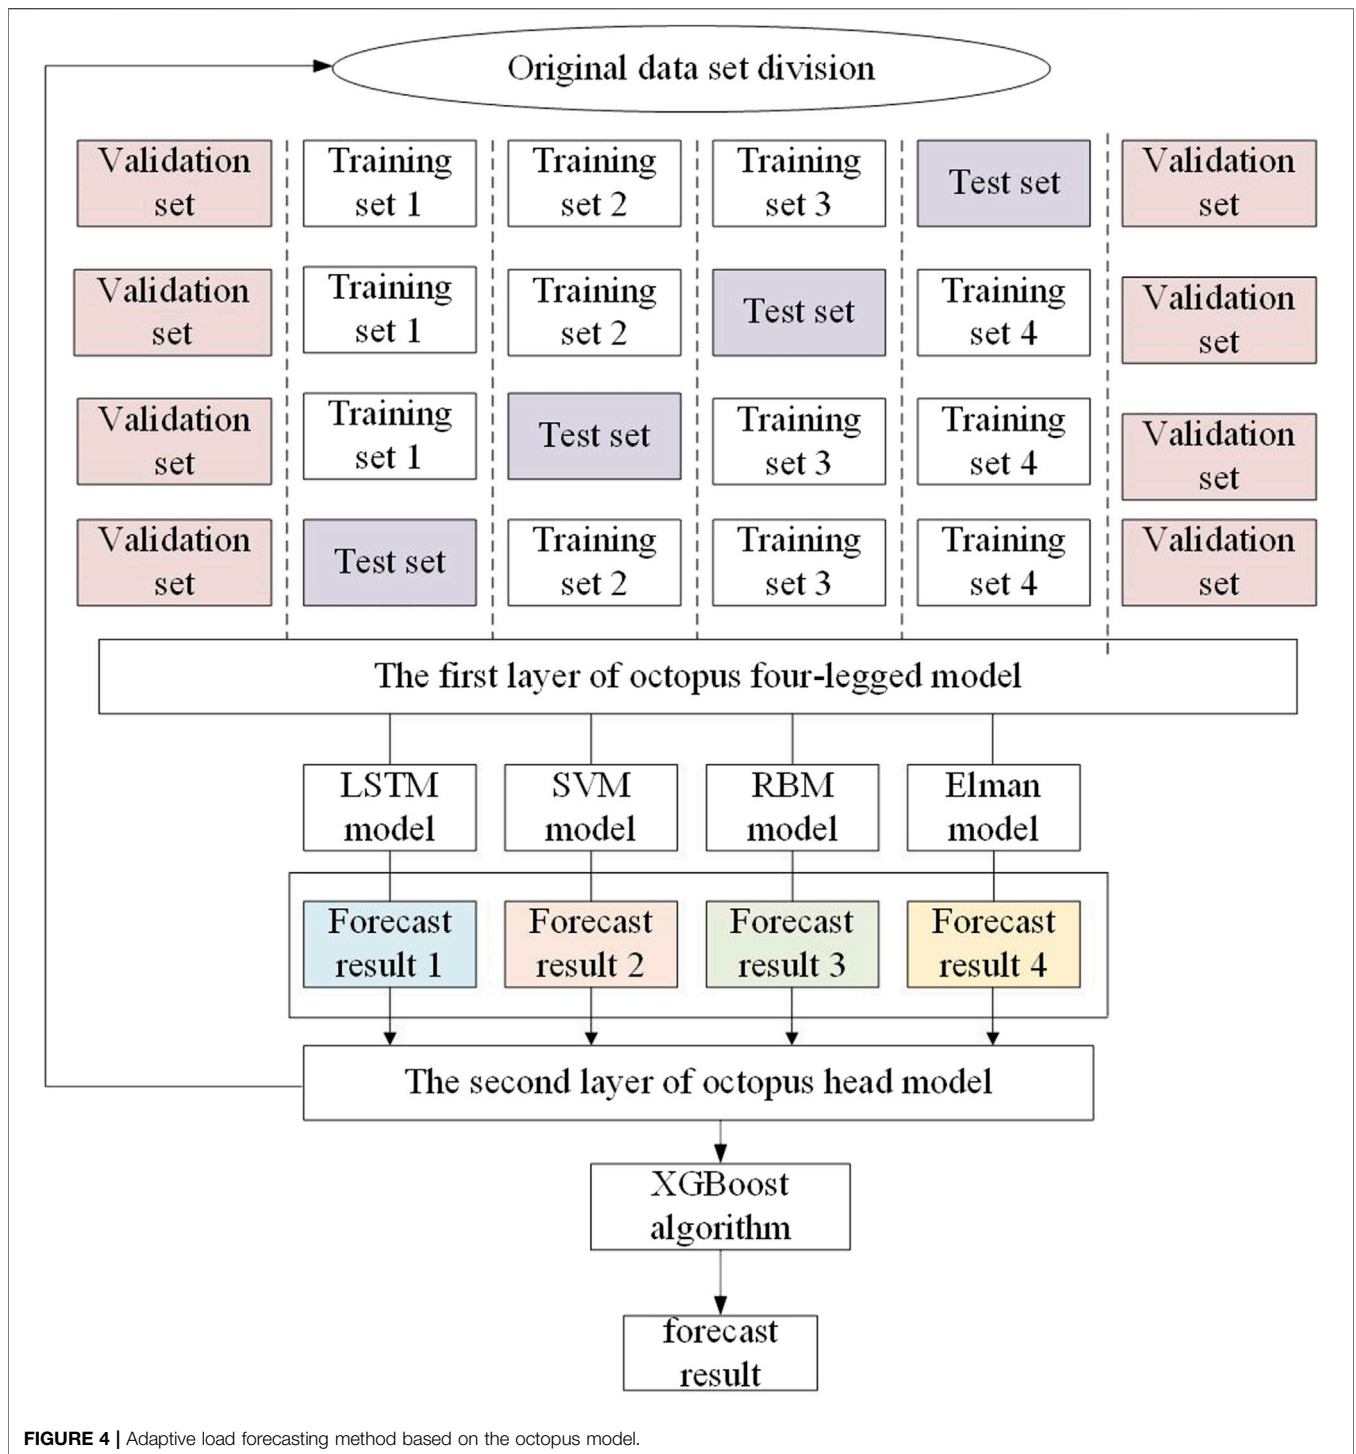 Original data set division
Validation Training Training Training Test set Validation
set set 1 set 2 set 3 set
Validation Training Training Test set Training Validation
set set 1 set 2 set 4 set
Validation Training Test set Training Training Validation
set set 1 set 3 set 4 set
Validation Test set Training Training Training Validation
set set 2 set 3 set 4 set
The first layer of octopus four-legged model
LSTM SVM RBM Elman
model model model model
Forecast Forecast Forecast Forecast
result 1 result 2 result 3 result 4
The second layer of octopus head model
XGBoost
algorithm
forecast
result
FIGURE 4 | Adaptive load forecasting method based on the octopus model.